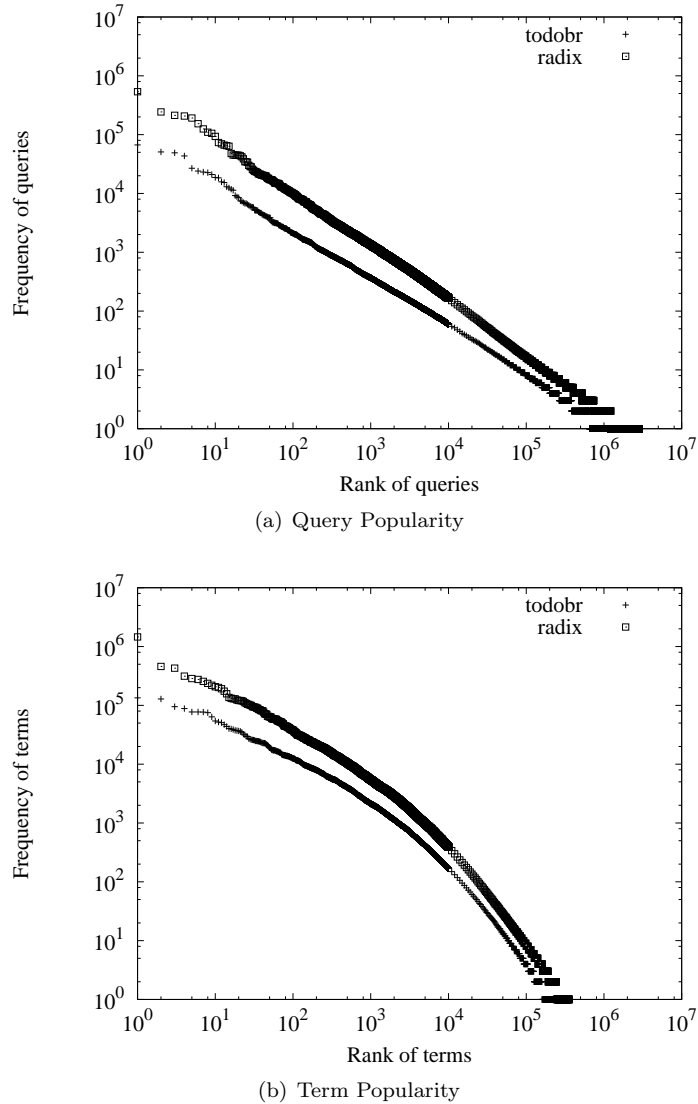 10^7
10^6
10^5
10^4
10^3
10^2
10^1
10^0
Frequency of queries
todobr
radix
10^0 10^1 10^2 10^3 10^4 10^5 10^6 10^7
Rank of queries
(a) Query Popularity
10^7
10^6
10^5
10^4
10^3
10^2
10^1
10^0
Frequency of terms
todobr
radix
10^0 10^1 10^2 10^3 10^4 10^5 10^6 10^7
Rank of terms
(b) Term Popularity